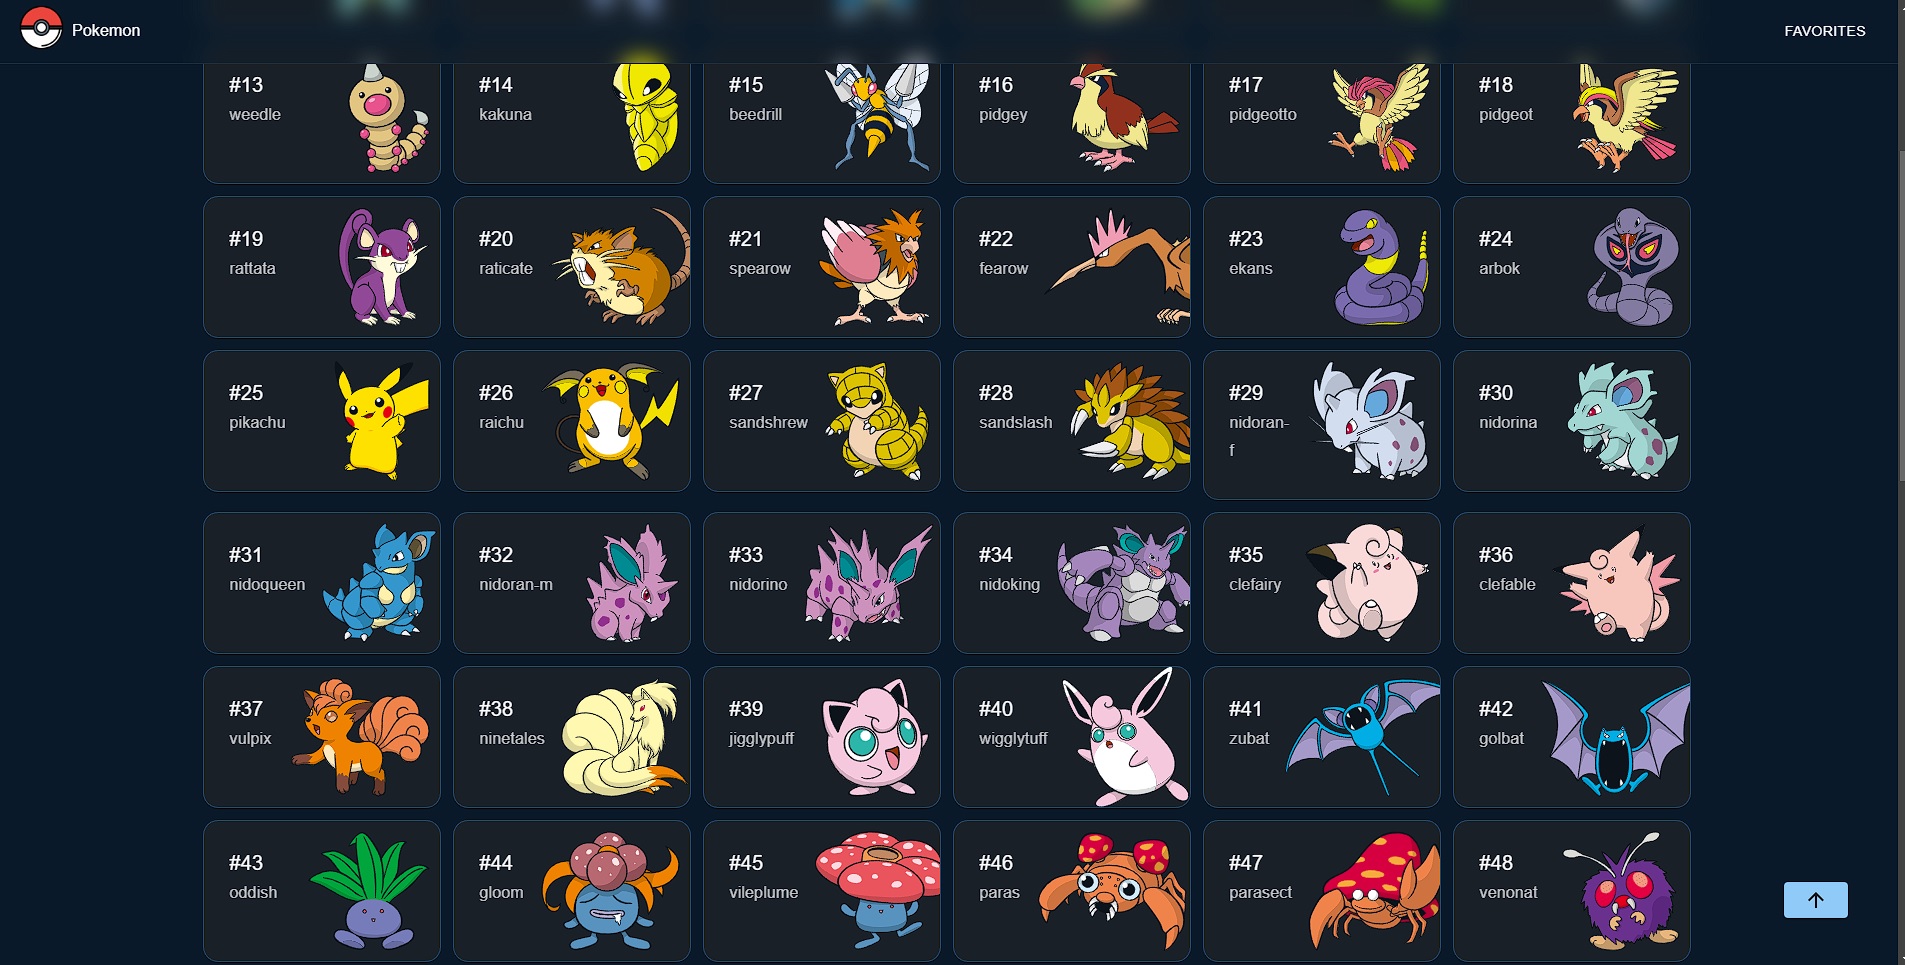 Pokemon
FAVORITES
#13
weedle
#14
kakuna
#15
beedrill
#16
pidgey
#17
pidgeotto
#18
pidgeot
#19
rattata
#20
raticate
#21
spearow
#22
fearow
#23
ekans
#24
arbok
#25
pikachu
#26
raichu
#27
sandshrew
#28
sandslash
#29
nidoran-
f
#30
nidorina
#31
nidoqueen
#32
nidoran-m
#33
nidorino
#34
nidoking
#35
clefairy
#36
clefable
#37
vulpix
#38
ninetales
#39
jigglypuff
#40
wigglytuff
#41
zubat
#42
golbat
#43
oddish
#44
gloom
#45
vileplume
#46
paras
#47
parasect
#48
venonat